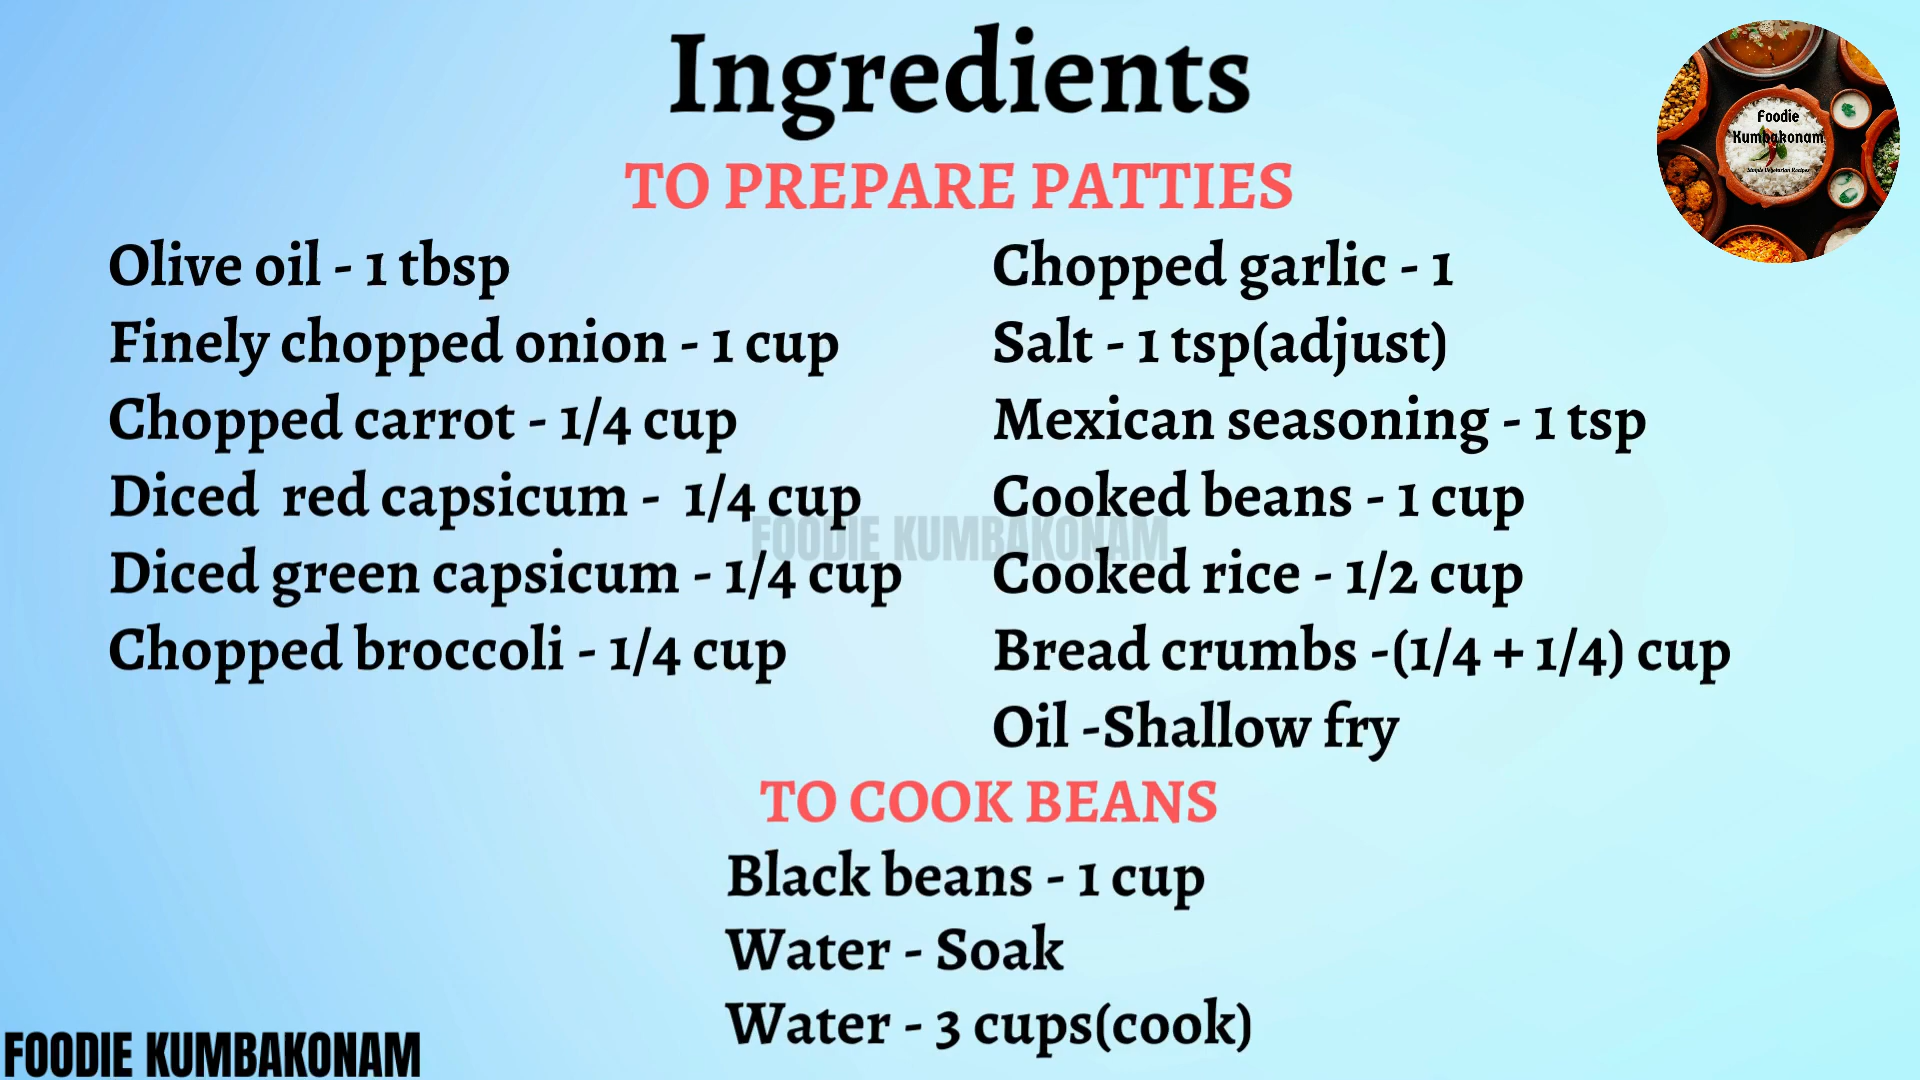 Ingredients
TO PREPARE PATTIES
Olive oil - 1 tbsp
Finely chopped onion - 1 cup
Chopped carrot - 1/4 cup
Diced  red capsicum -  1/4 cup
Diced green capsicum - 1/4 cup
Chopped broccoli - 1/4 cup
Chopped garlic - 1
Salt - 1 tsp(adjust)
Mexican seasoning - 1 tsp
Cooked beans - 1 cup
Cooked rice - 1/2 cup
Bread crumbs -(1/4 + 1/4) cup
Oil -Shallow fry
TO COOK BEANS
Black beans - 1 cup
Water - Soak
Water - 3 cups(cook)
FOODIE KUMBAKONAM
FOODIE KUMBAKONAM
Foodie
Kumbakonam
Simple Vegetarian Recipes